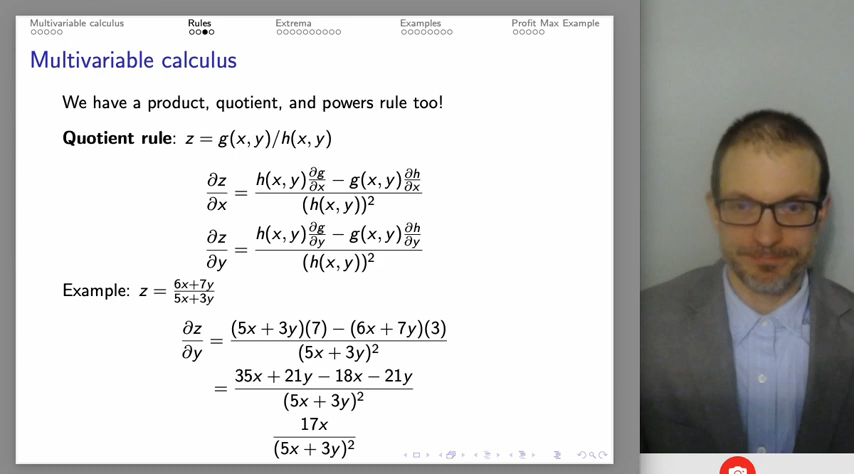 Multivariable calculus Rules Extrema Examples Profit Max Example
Multivariable calculus
We have a product, quotient, and powers rule too!
Quotient rule: z = g(x, y)/h(x, y)
∂z/∂x = (h(x, y) ∂g/∂x − g(x, y) ∂h/∂x) / (h(x, y))²
∂z/∂y = (h(x, y) ∂g/∂y − g(x, y) ∂h/∂y) / (h(x, y))²
Example: z = (6x+7y)/(5x+3y)
∂z/∂y = ((5x + 3y)(7) − (6x + 7y)(3)) / (5x + 3y)²
= (35x + 21y − 18x − 21y) / (5x + 3y)²
17x / (5x + 3y)²